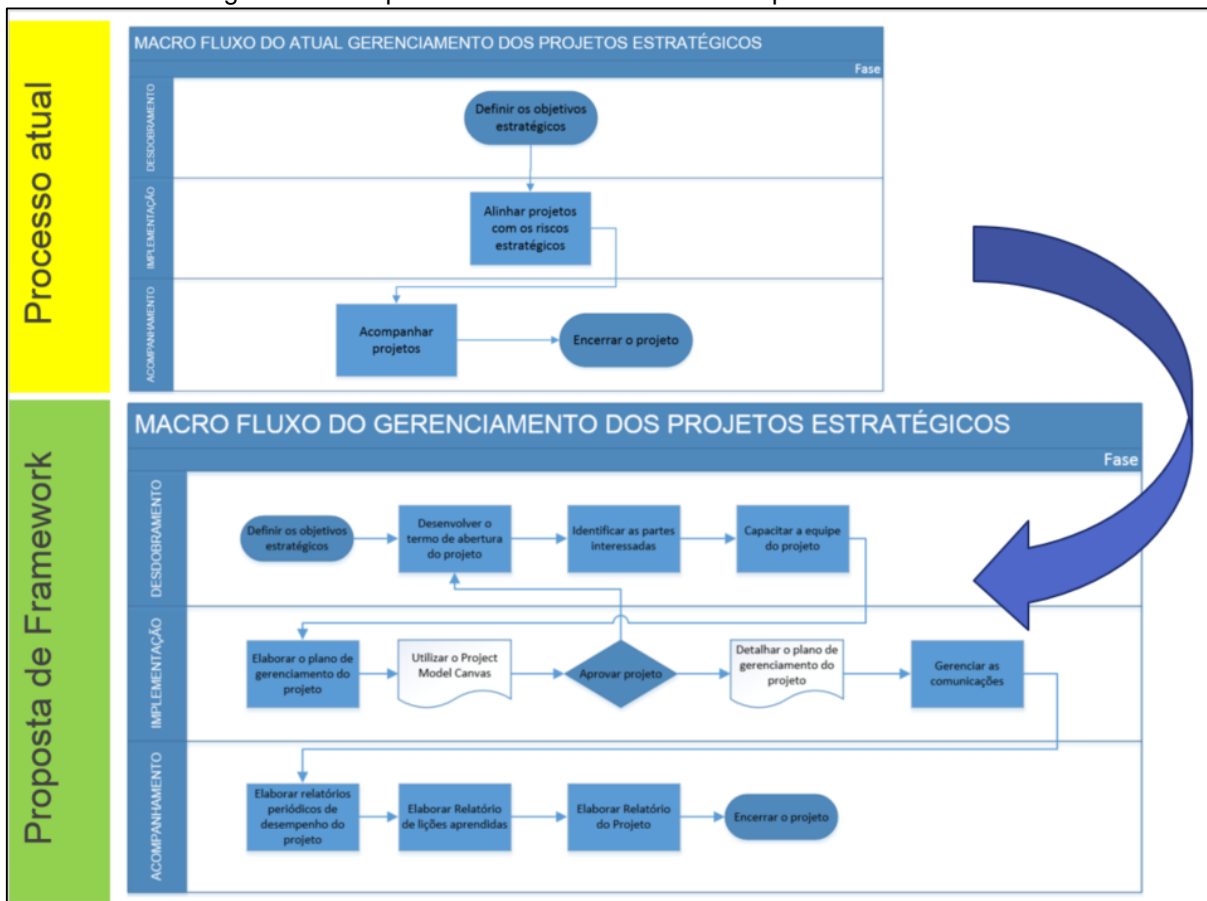 Processo atual
MACRO FLUXO DO ATUAL GERENCIAMENTO DOS PROJETOS ESTRATÉGICOS
Fase
DESDOBRAMENTO
Definir os objetivos
estratégicos
IMPLEMENTAÇÃO
Alinhar projetos
com os riscos
estratégicos
ACOMPANHAMENTO
Acompanhar
projetos
Encerrar o projeto
Proposta de Framework
MACRO FLUXO DO GERENCIAMENTO DOS PROJETOS ESTRATÉGICOS
Fase
DESDOBRAMENTO
Definir os objetivos
estratégicos
Desenvolver o
termo de abertura
do projeto
Identificar as partes
interessadas
Capacitar a equipe
do projeto
IMPLEMENTAÇÃO
Elaborar o plano de
gerenciamento do
projeto
Utilizar o Project
Model Canvas
Aprovar projeto
Detalhar o plano de
gerenciamento do
projeto
Gerenciar as
comunicações
ACOMPANHAMENTO
Elaborar relatórios
periódicos de
desempenho do
projeto
Elaborar Relatório
de lições aprendidas
Elaborar Relatório
do Projeto
Encerrar o projeto